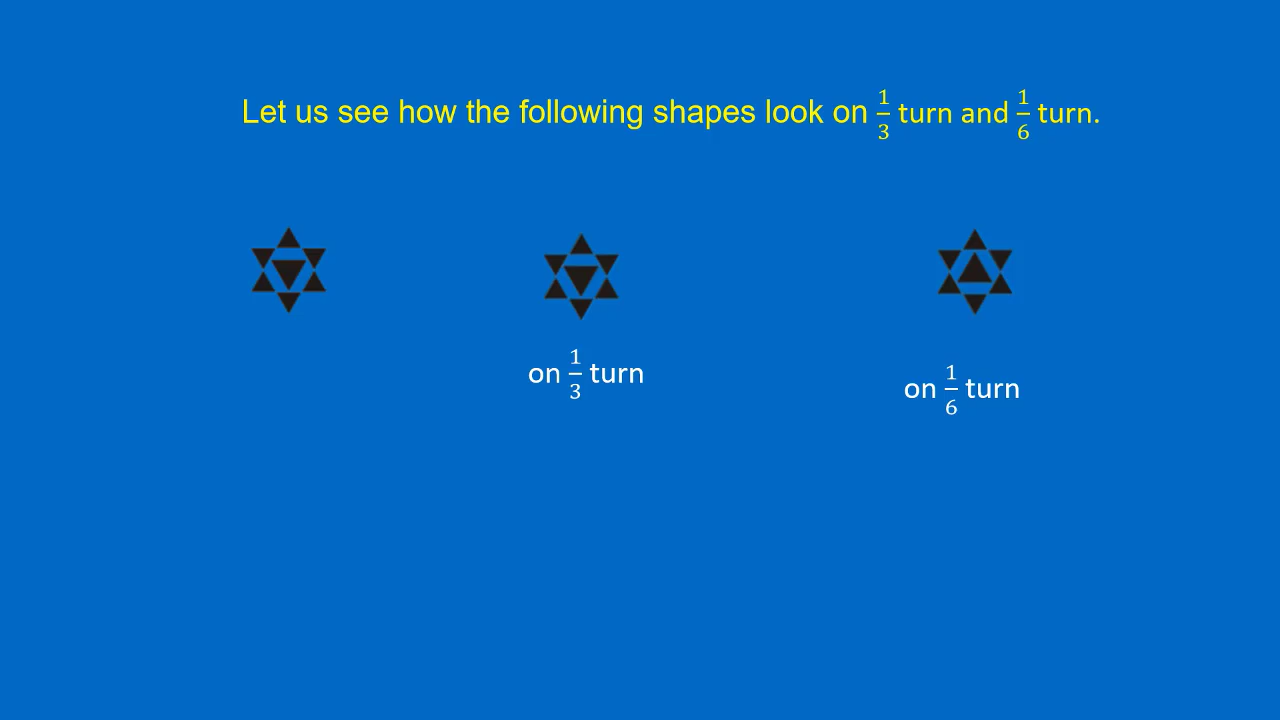 Let us see how the following shapes look on 1/3 turn and 1/6 turn.
on 1/3 turn
on 1/6 turn